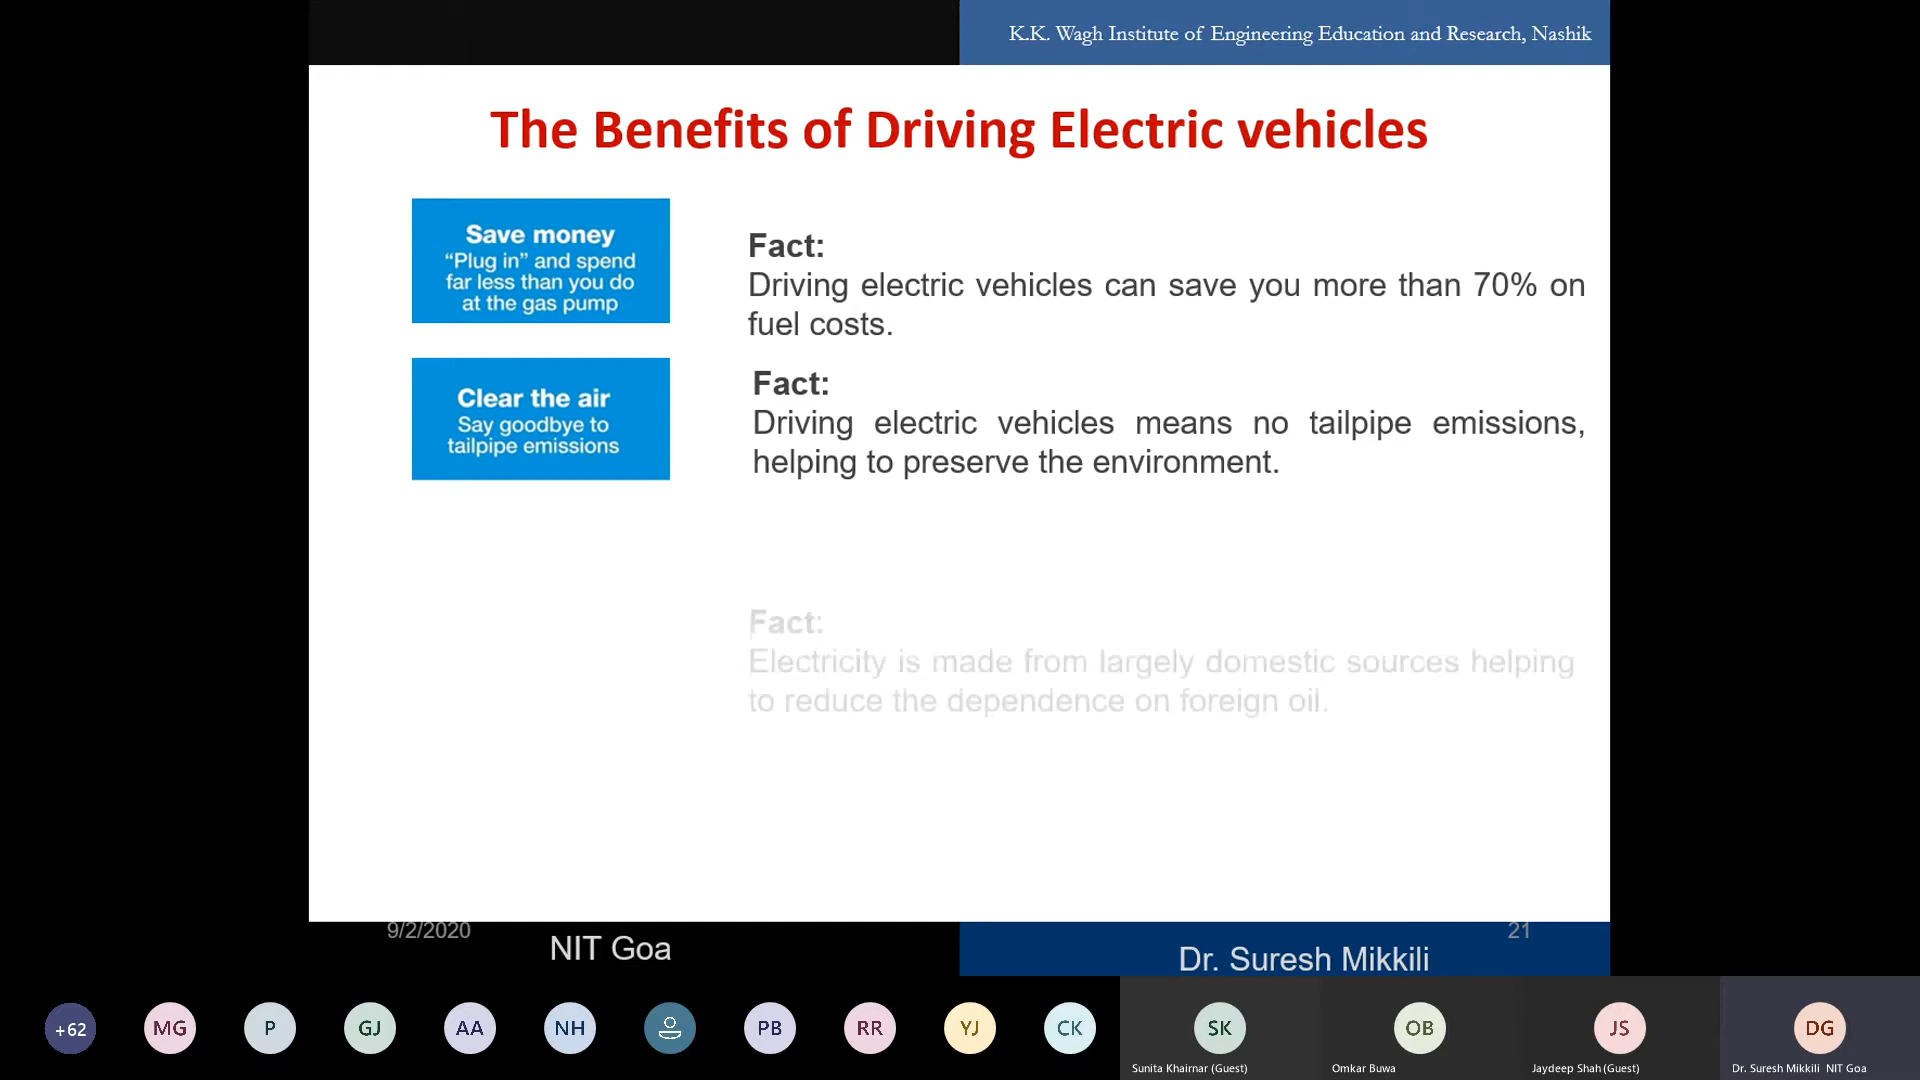 K.K. Wagh Institute of Engineering Education and Research, Nashik
The Benefits of Driving Electric vehicles
Save money
“Plug in” and spend
far less than you do
at the gas pump
Fact:
Driving electric vehicles can save you more than 70% on
fuel costs.
Clear the air
Say goodbye to
tailpipe emissions
Fact:
Driving electric vehicles means no tailpipe emissions,
helping to preserve the environment.
Fact:
Electricity is made from largely domestic sources helping
to reduce the dependence on foreign oil.
9/2/2020
NIT Goa
Dr. Suresh Mikkili
21
+62
MG
P
GJ
AA
NH
PB
RR
YJ
CK
SK
OB
JS
DG
Sunita Khairnar (Guest)
Omkar Buwa
Jaydeep Shah (Guest)
Dr. Suresh Mikkili NIT Goa